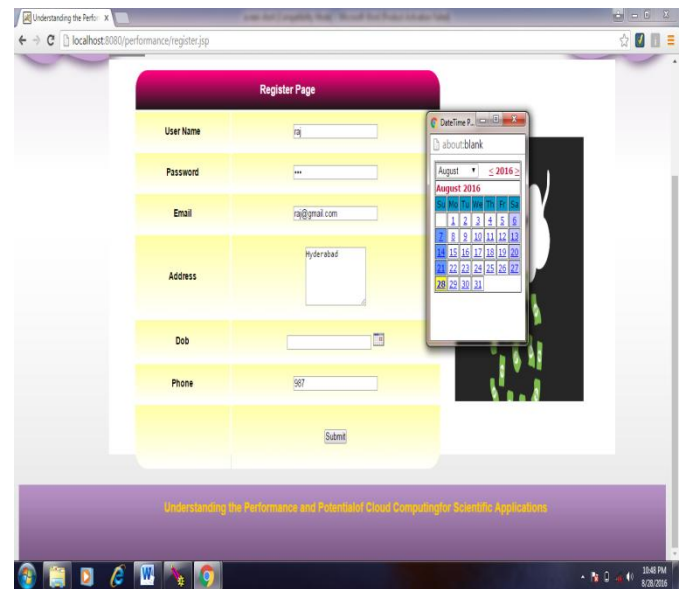 Understanding the Perfor X
localhost:8080/performance/register.jsp
Register Page
User Name raj
Password •••
Email raj@gmail.com
Address Hyderabad
Dob
Phone 987
Submit
DateTime P...
about:blank
August < 2016 >
August 2016
Su Mo Tu We Th Fr Sa
1 2 3 4 5 6
7 8 9 10 11 12 13
14 15 16 17 18 19 20
21 22 23 24 25 26 27
28 29 30 31
Understanding the Performance and Potentialof Cloud Computingfor Scientific Applications
10:48 PM
8/28/2016